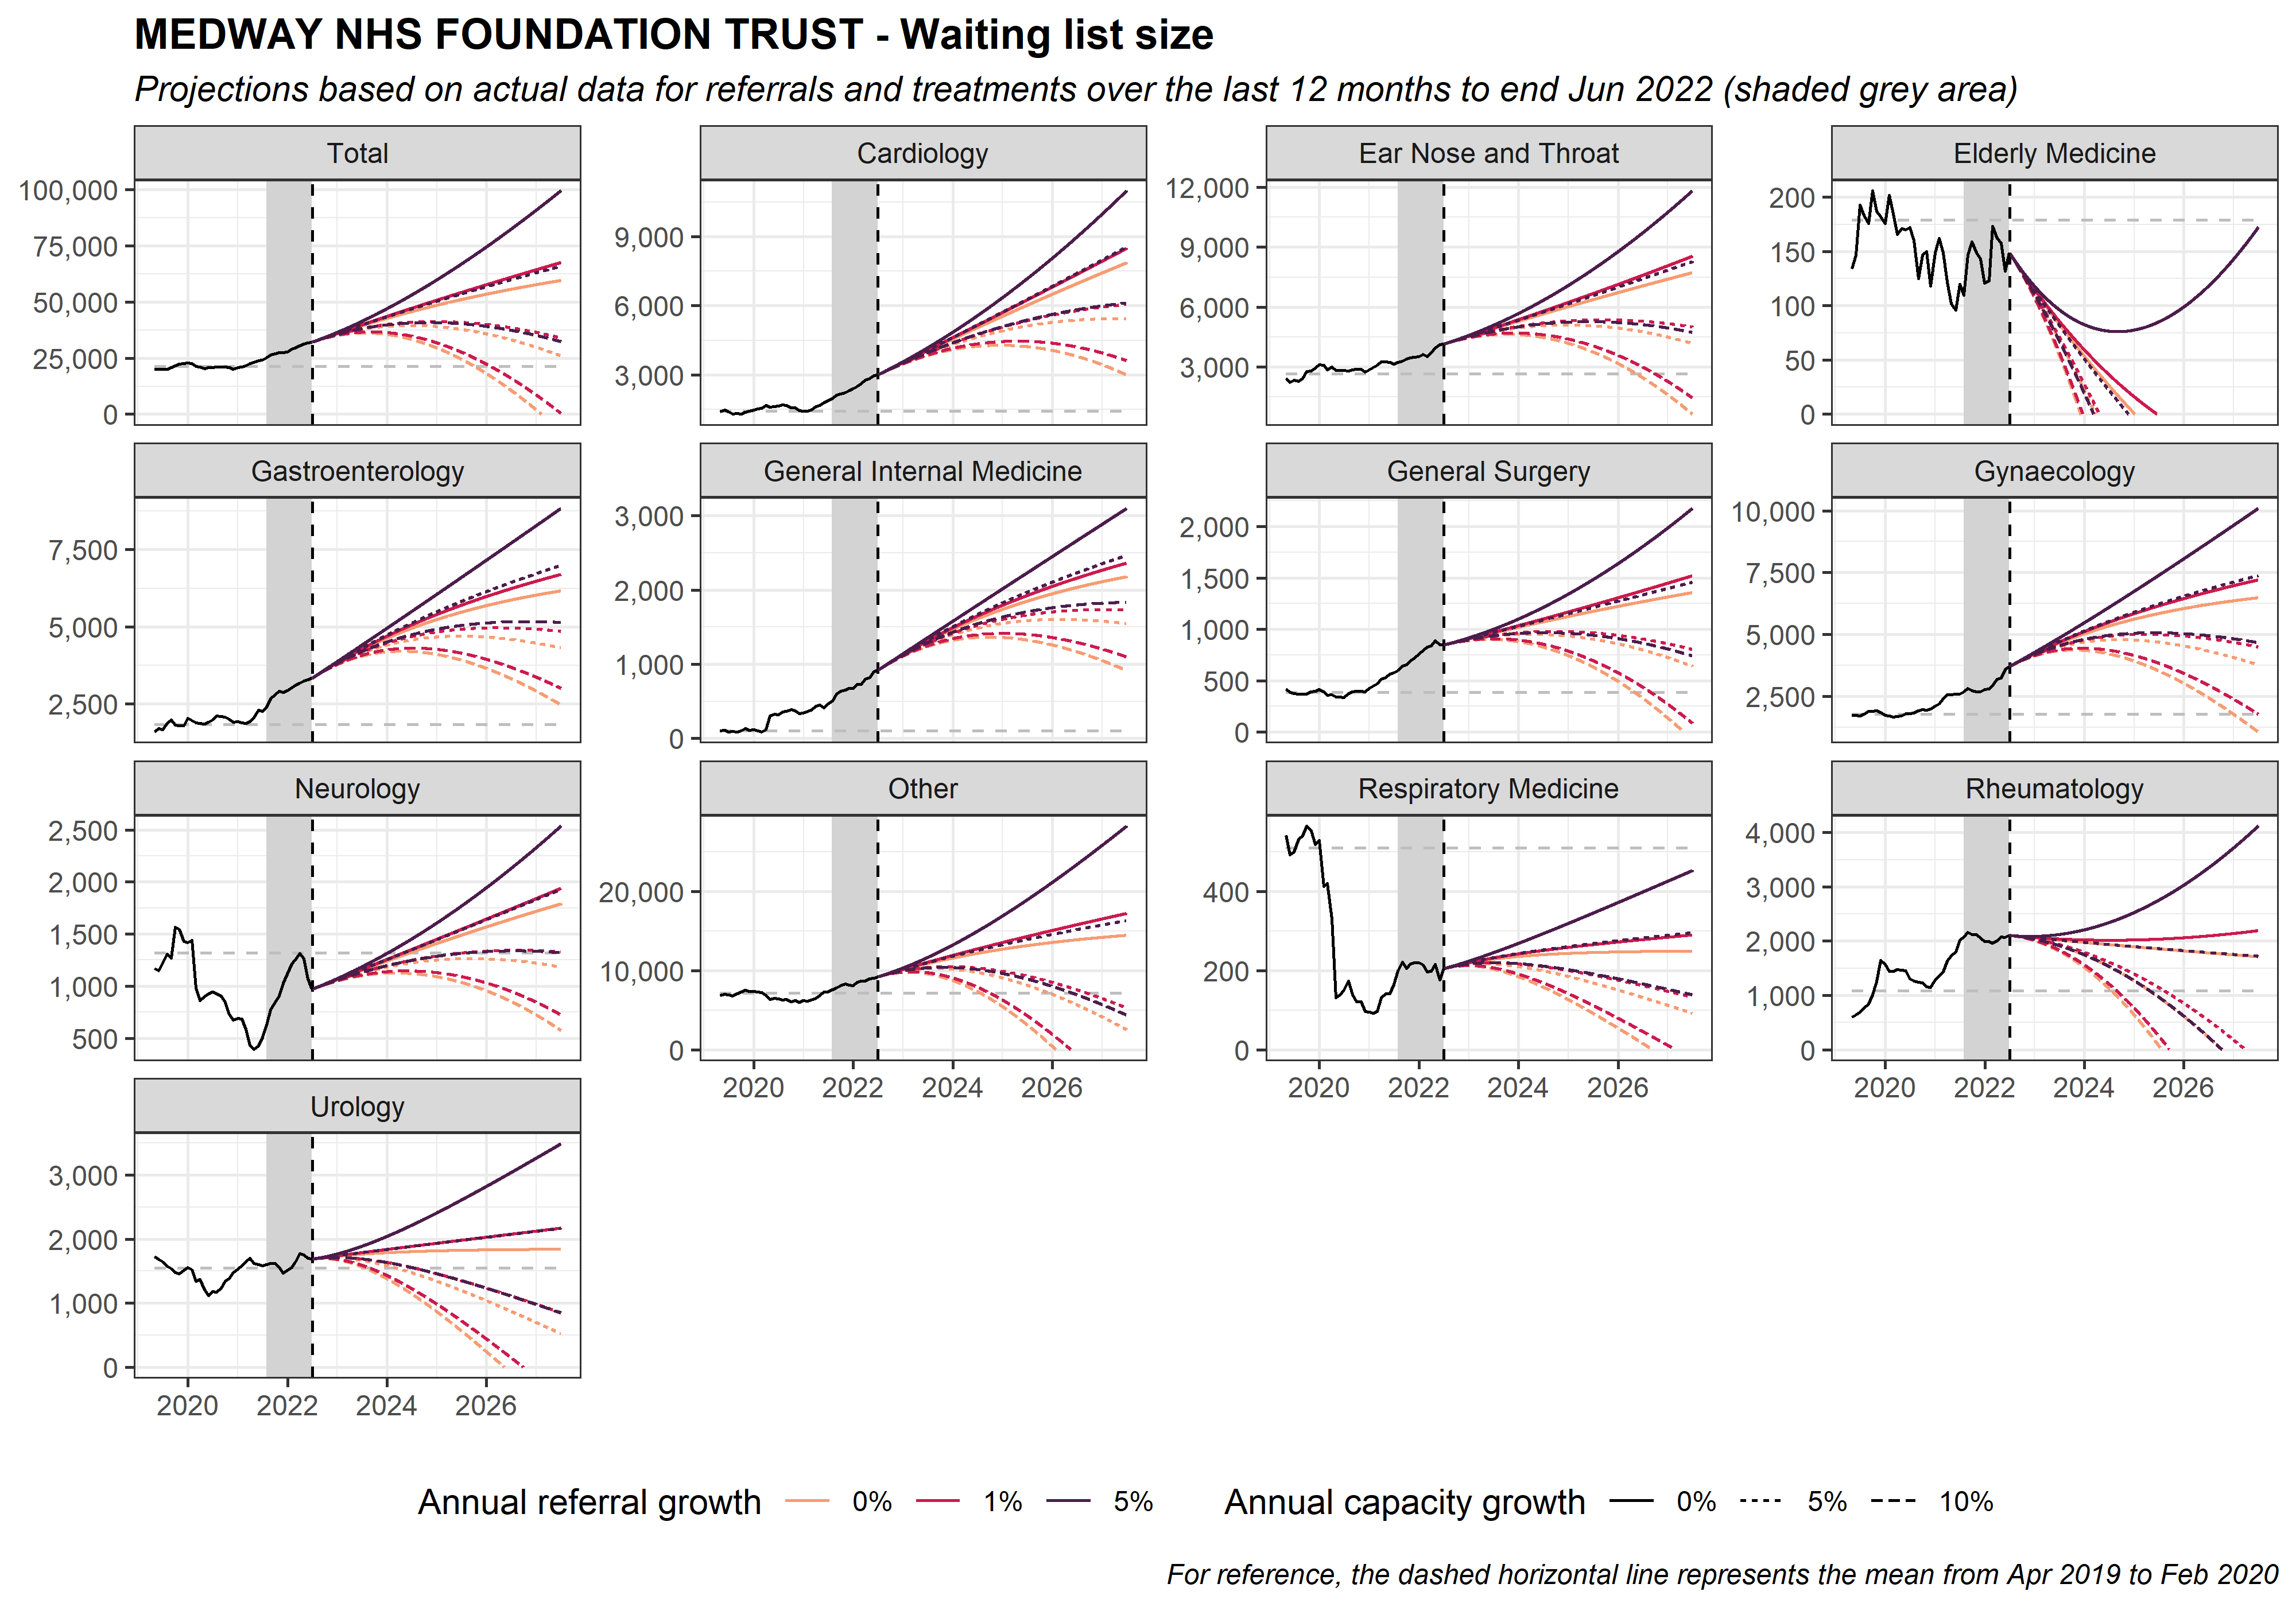 MEDWAY NHS FOUNDATION TRUST - Waiting list size
Projections based on actual data for referrals and treatments over the last 12 months to end Jun 2022 (shaded grey area)
Total
100,000
75,000
50,000
25,000
0
Cardiology
9,000
6,000
3,000
Ear Nose and Throat
12,000
9,000
6,000
3,000
Elderly Medicine
200
150
100
50
0
Gastroenterology
7,500
5,000
2,500
General Internal Medicine
3,000
2,000
1,000
0
General Surgery
2,000
1,500
1,000
500
0
Gynaecology
10,000
7,500
5,000
2,500
Neurology
2,500
2,000
1,500
1,000
500
Other
20,000
10,000
0
2020 2022 2024 2026
Respiratory Medicine
400
200
0
2020 2022 2024 2026
Rheumatology
4,000
3,000
2,000
1,000
0
2020 2022 2024 2026
Urology
3,000
2,000
1,000
0
2020 2022 2024 2026
Annual referral growth 0% 1% 5% Annual capacity growth 0% 5% 10%
For reference, the dashed horizontal line represents the mean from Apr 2019 to Feb 2020